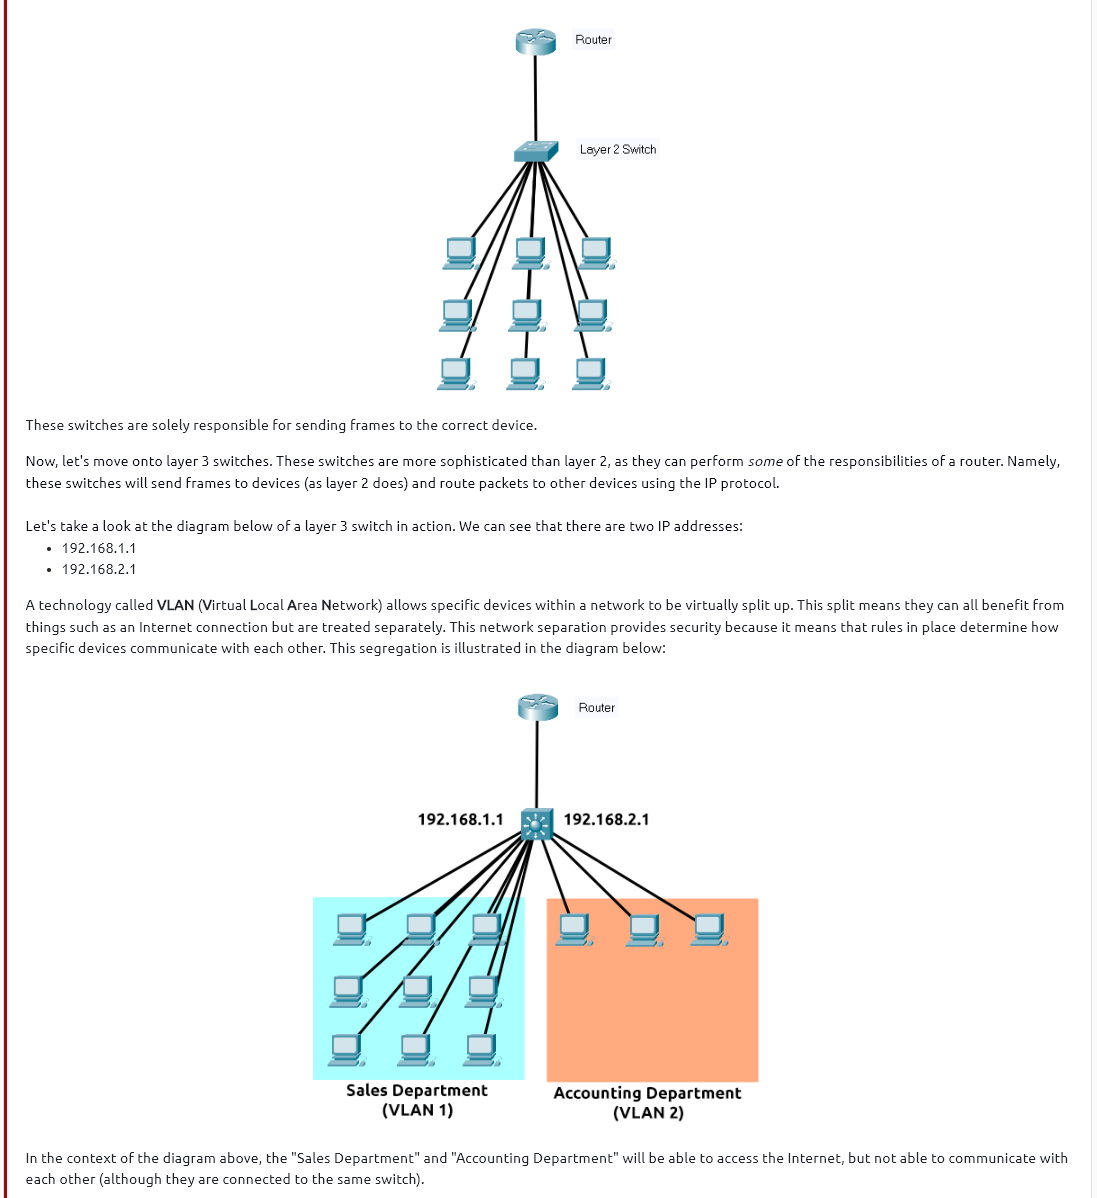 Router
Layer 2 Switch
These switches are solely responsible for sending frames to the correct device.
Now, let's move onto layer 3 switches. These switches are more sophisticated than layer 2, as they can perform some of the responsibilities of a router. Namely,
these switches will send frames to devices (as layer 2 does) and route packets to other devices using the IP protocol.
Let's take a look at the diagram below of a layer 3 switch in action. We can see that there are two IP addresses:
• 192.168.1.1
• 192.168.2.1
A technology called VLAN (Virtual Local Area Network) allows specific devices within a network to be virtually split up. This split means they can all benefit from
things such as an Internet connection but are treated separately. This network separation provides security because it means that rules in place determine how
specific devices communicate with each other. This segregation is illustrated in the diagram below:
Router
192.168.1.1
192.168.2.1
Sales Department
(VLAN 1)
Accounting Department
(VLAN 2)
In the context of the diagram above, the "Sales Department" and "Accounting Department" will be able to access the Internet, but not able to communicate with
each other (although they are connected to the same switch).